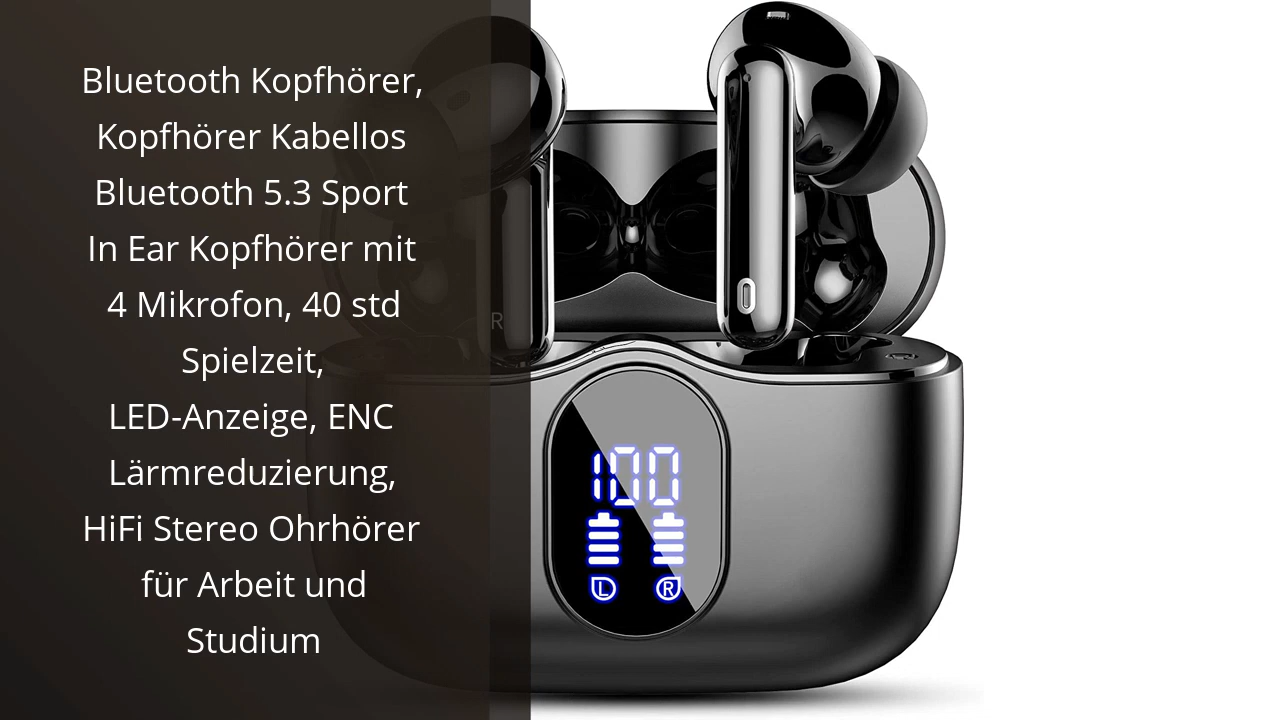 Bluetooth Kopfhörer,
Kopfhörer Kabellos
Bluetooth 5.3 Sport
In Ear Kopfhörer mit
4 Mikrofon, 40 std
Spielzeit,
LED-Anzeige, ENC
Lärmreduzierung,
HiFi Stereo Ohrhörer
für Arbeit und
Studium
R
100
L R